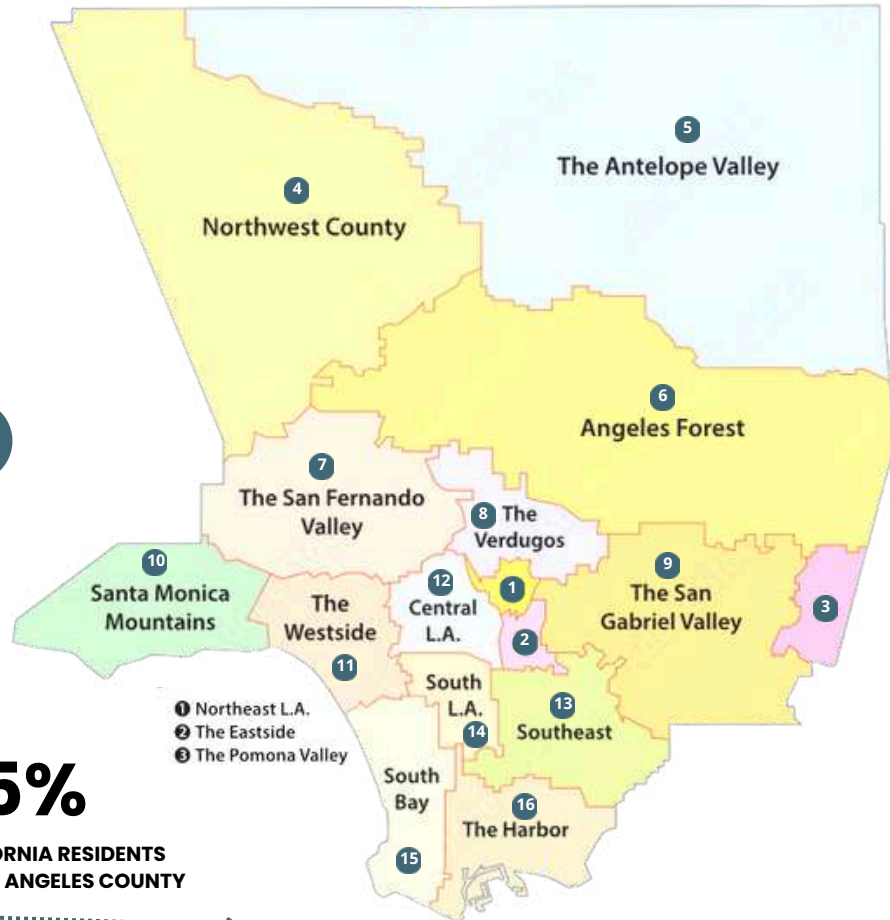 5
The Antelope Valley
4
Northwest County
6
Angeles Forest
7
The San Fernando
Valley
8 The
Verdugos
10
Santa Monica
Mountains
12
Central
L.A.
1
9
The San
Gabriel Valley
3
The
Westside
11
2
South
L.A.
14
13
Southeast
❶ Northeast L.A.
❷ The Eastside
❸ The Pomona Valley
South
Bay
15
16
The Harbor
5%
ORNIA RESIDENTS
ANGELES COUNTY